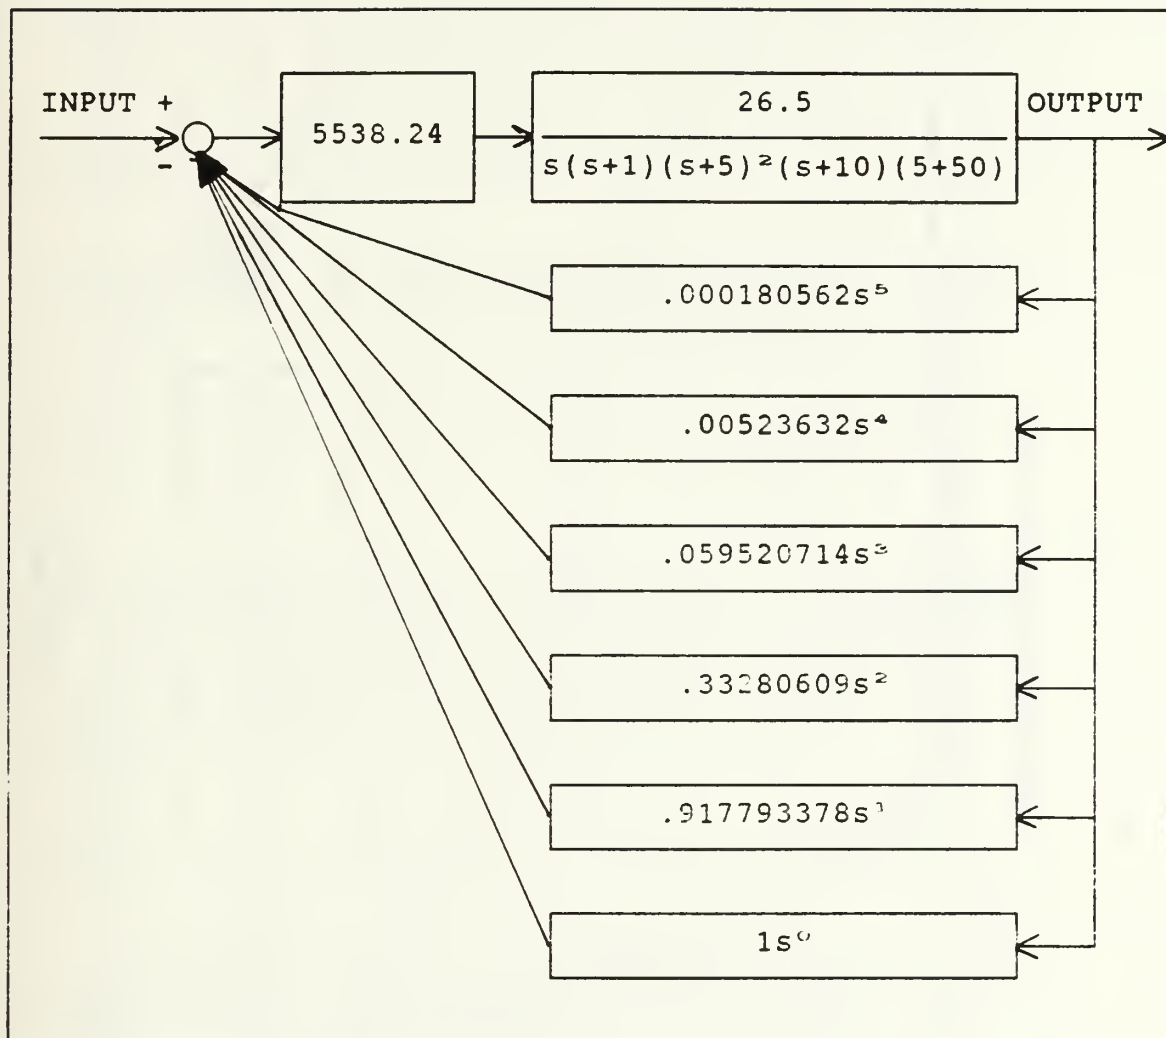 INPUT +
-
5538.24
26.5
s(s+1)(s+5)²(s+10)(5+50)
OUTPUT
.000180562s⁵
.00523632s⁴
.059520714s³
.33280609s²
.917793378s¹
1s⁰